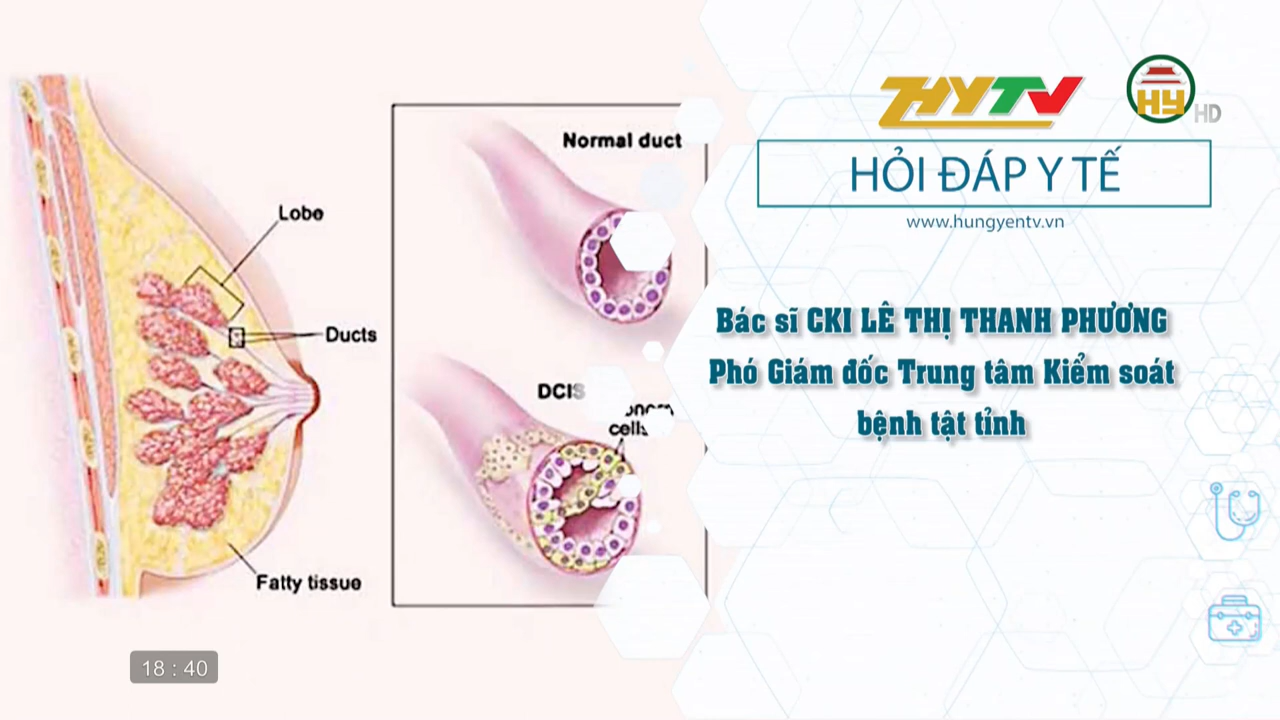 HYTV
HY HD
HỎI ĐÁP Y TẾ
www.hungyentv.vn
Normal duct
Lobe
Ducts
DCIS
cells
Fatty tissue
Bác sĩ CKI LÊ THỊ THANH PHƯƠNG
Phó Giám đốc Trung tâm Kiểm soát
bệnh tật tỉnh
18 : 40